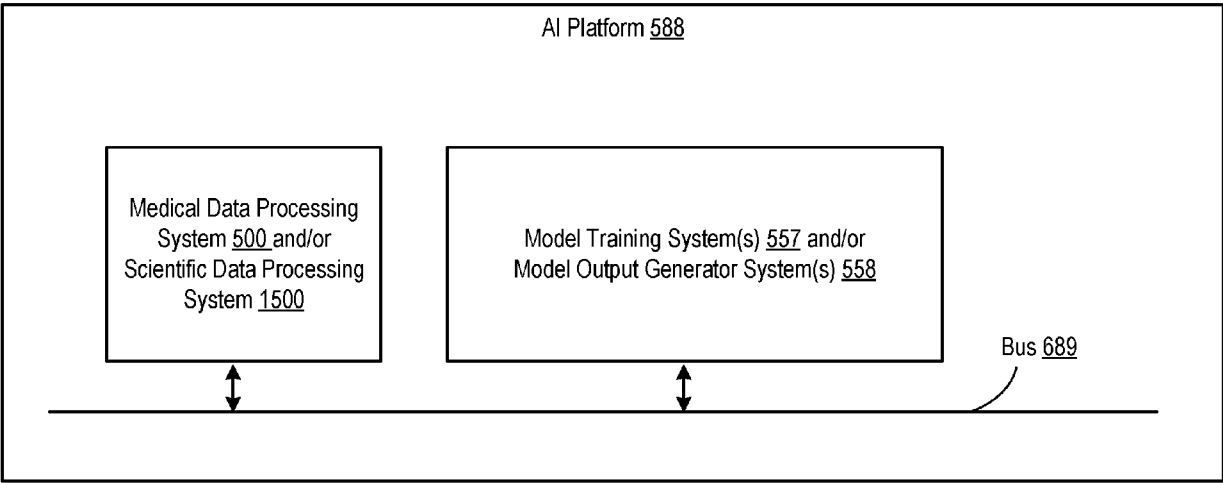 AI Platform 588
Medical Data Processing
System 500 and/or
Scientific Data Processing
System 1500
Model Training System(s) 557 and/or
Model Output Generator System(s) 558
Bus 689